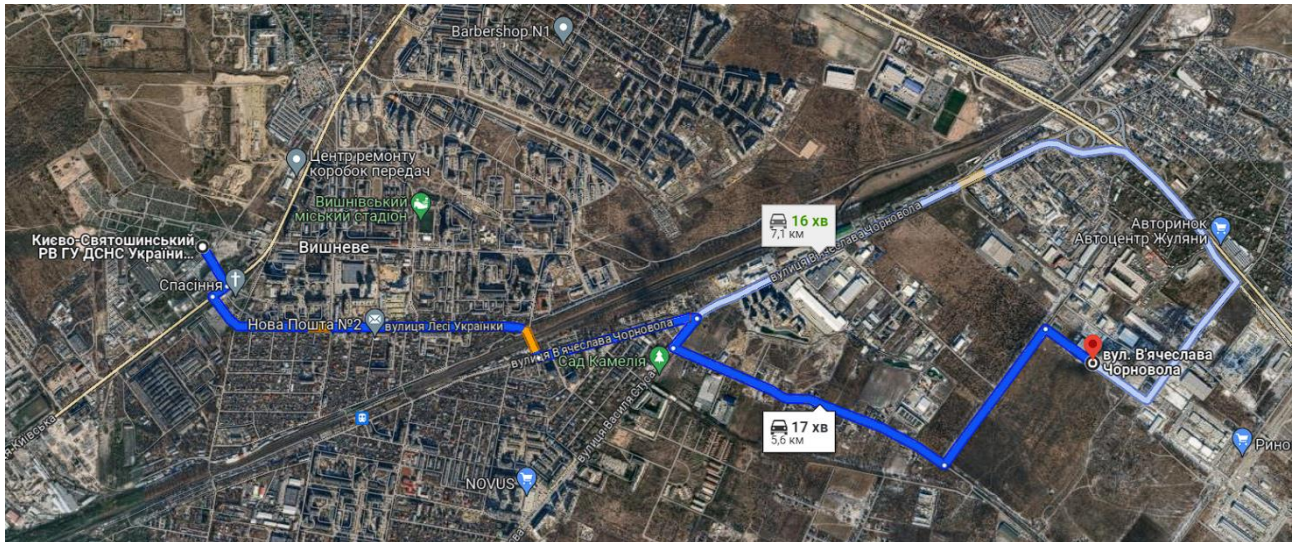 Barbershop N1
Центр ремонту
коробок передач
Вишнівський
міський стадіон
Києво-Святошинський
РВ ГУ ДСНС України...
Вишневе
Спасіння
Нова Пошта №2
вулиця Лесі Українки
16 хв
7,1 км
вулиця В'ячеслава Чорновола
Авторинок
Автоцентр Жуляни
вулиця В'ячеслава Чорновола
Сад Камелія
вул. В'ячеслава
Чорновола
вулиця Василя Стуса
17 хв
5,6 км
NOVUS
Київська
Рино